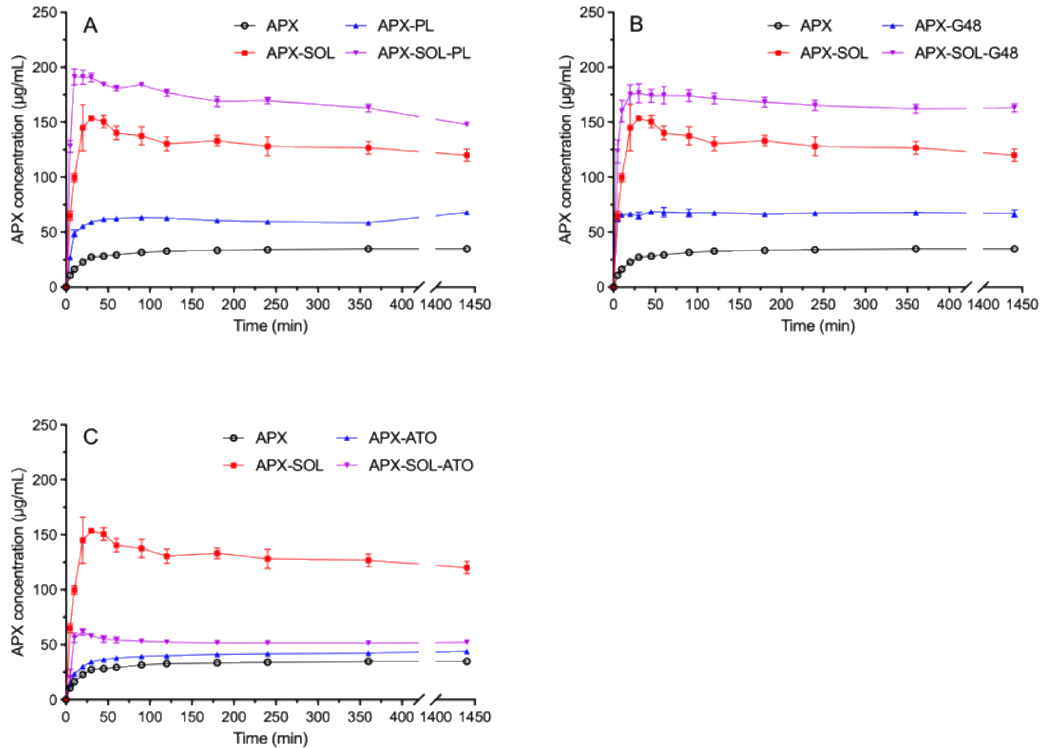 A
APX
APX-PL
APX-SOL
APX-SOL-PL
APX concentration (µg/mL)
250
200
150
100
50
0
0 50 100 150 200 250 300 350 400 1400 1450
Time (min)
B
APX
APX-G48
APX-SOL
APX-SOL-G48
APX concentration (µg/mL)
250
200
150
100
50
0
0 50 100 150 200 250 300 350 400 1400 1450
Time (min)
C
APX
APX-ATO
APX-SOL
APX-SOL-ATO
APX concentration (µg/mL)
250
200
150
100
50
0
0 50 100 150 200 250 300 350 400 1400 1450
Time (min)